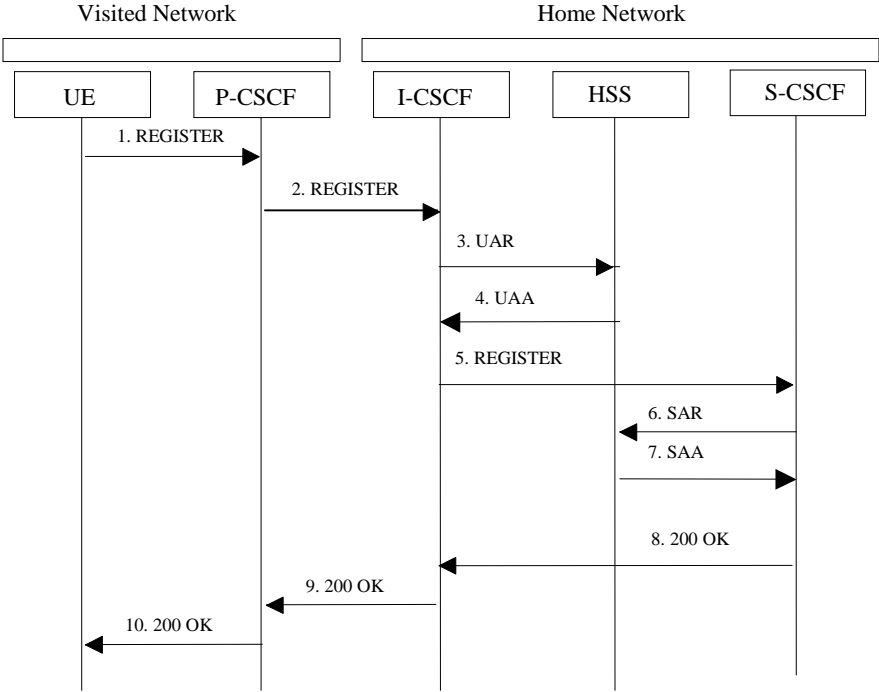 Visited Network
Home Network
UE
P-CSCF
I-CSCF
HSS
S-CSCF
1. REGISTER
2. REGISTER
3. UAR
4. UAA
5. REGISTER
6. SAR
7. SAA
8. 200 OK
9. 200 OK
10. 200 OK